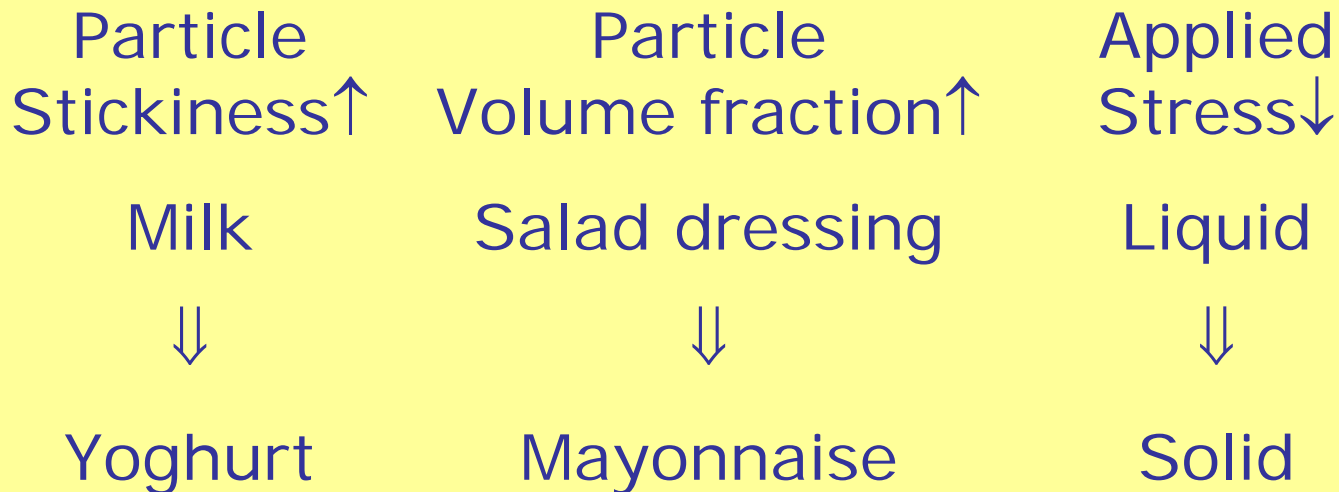 Particle
Stickiness↑
Particle
Volume fraction↑
Applied
Stress↓
Milk
Salad dressing
Liquid
⇓
⇓
⇓
Yoghurt
Mayonnaise
Solid